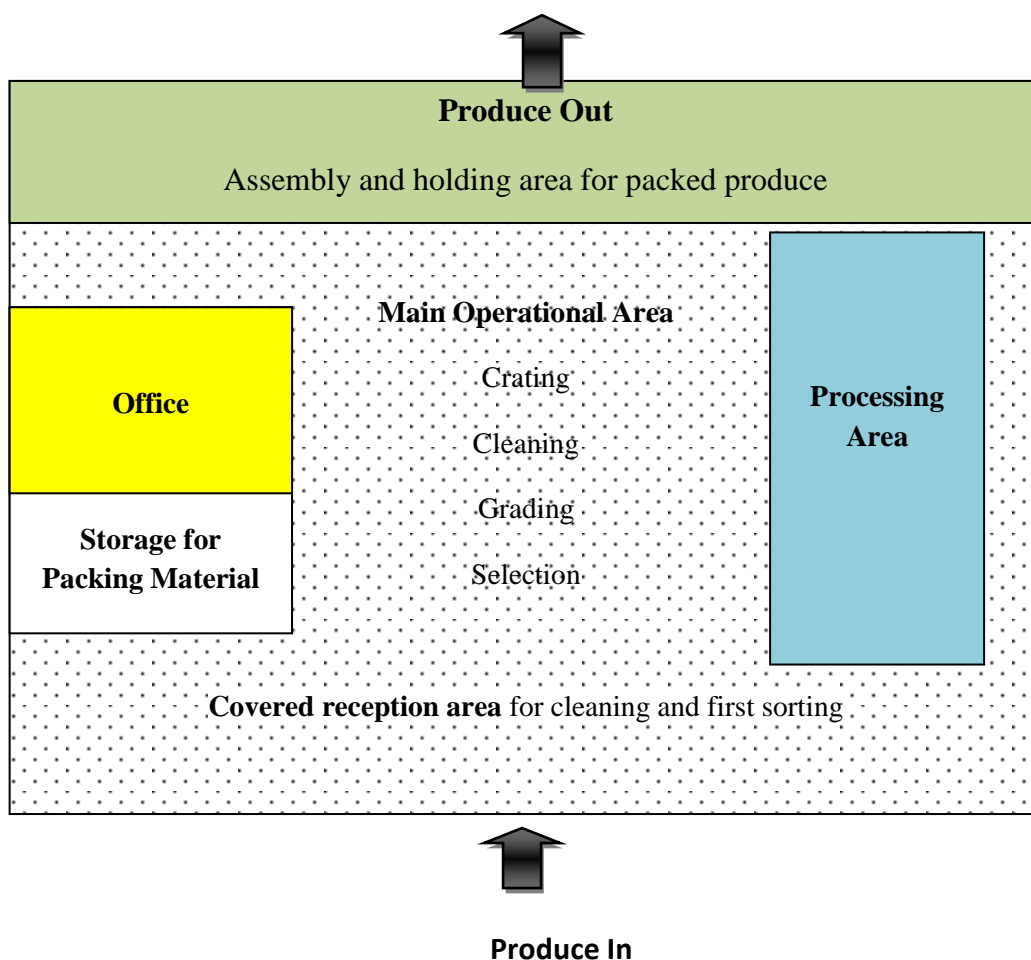 Produce Out
Assembly and holding area for packed produce
Main Operational Area
Crating
Cleaning
Grading
Selection
Office
Storage for
Packing Material
Processing
Area
Covered reception area for cleaning and first sorting
Produce In